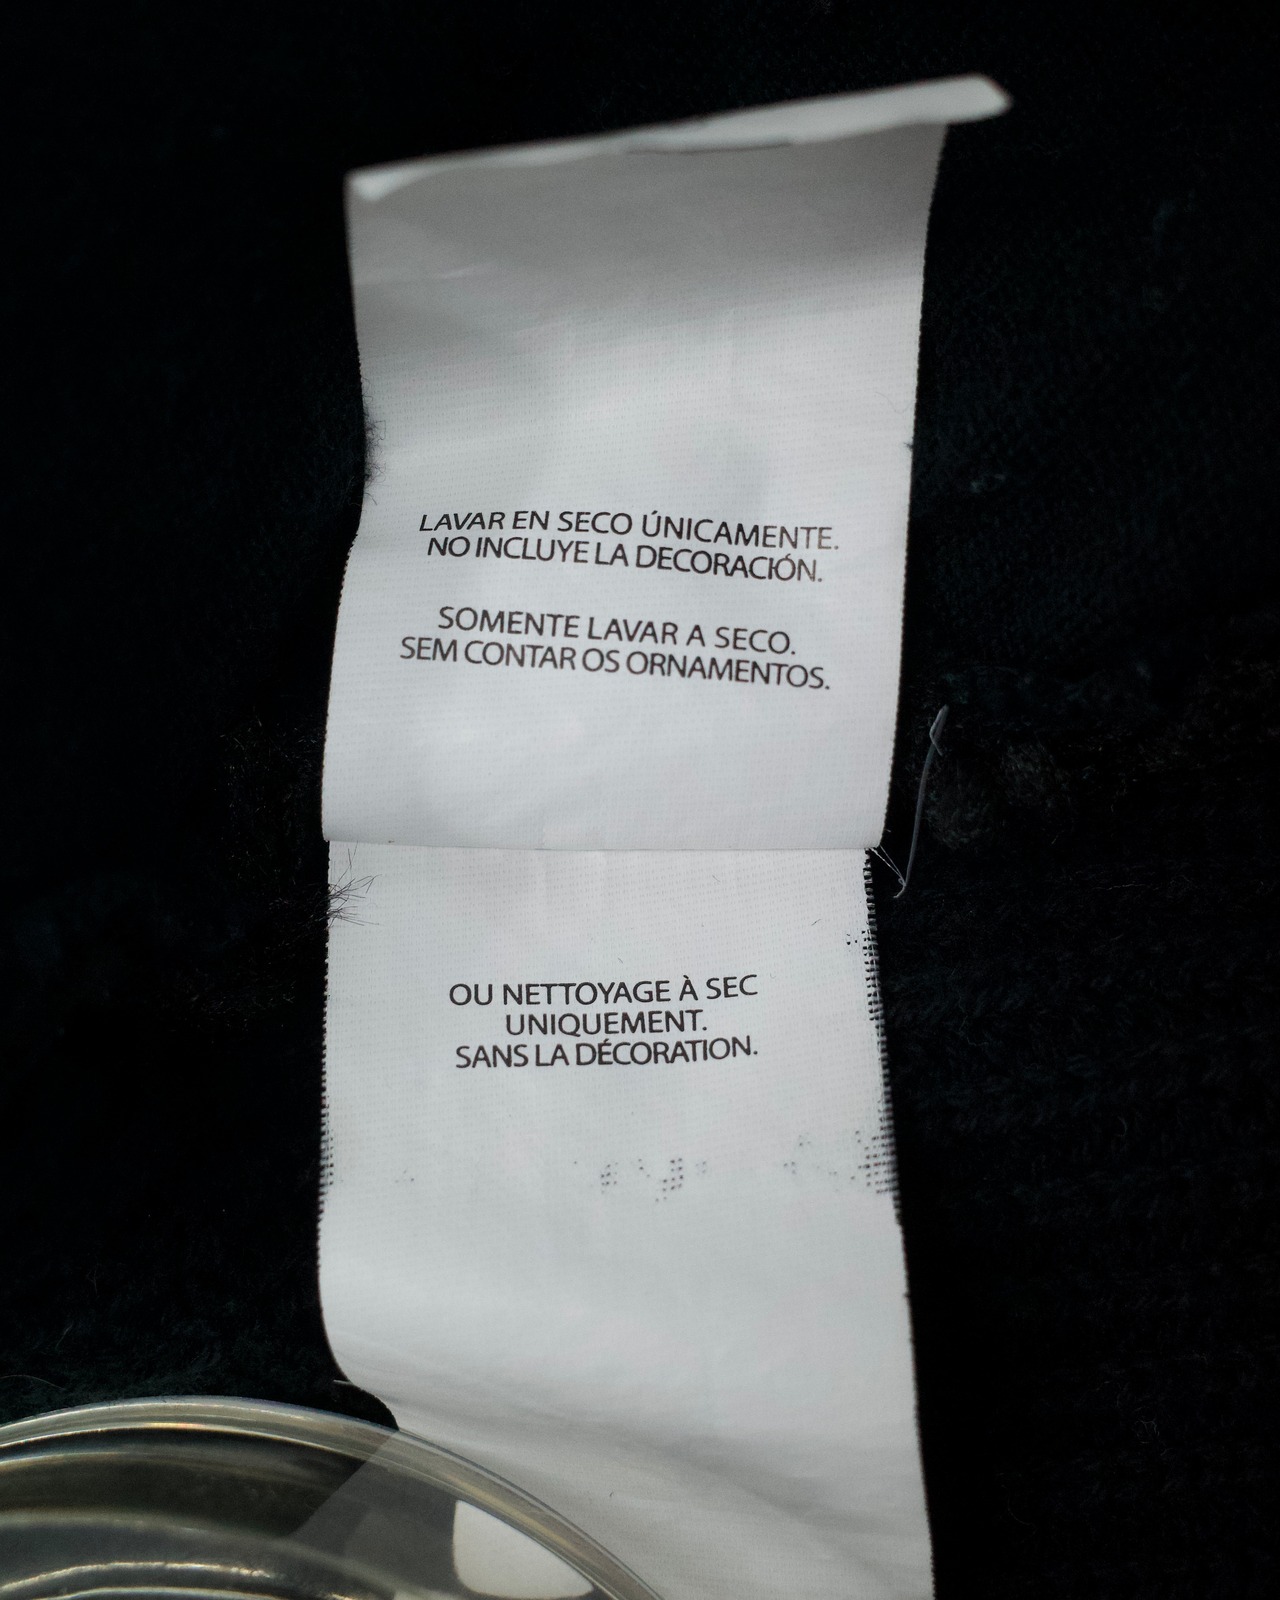 LAVAR EN SECO ÚNICAMENTE.
NO INCLUYE LA DECORACIÓN.
SOMENTE LAVAR A SECO.
SEM CONTAR OS ORNAMENTOS.
OU NETTOYAGE À SEC
UNIQUEMENT.
SANS LA DÉCORATION.